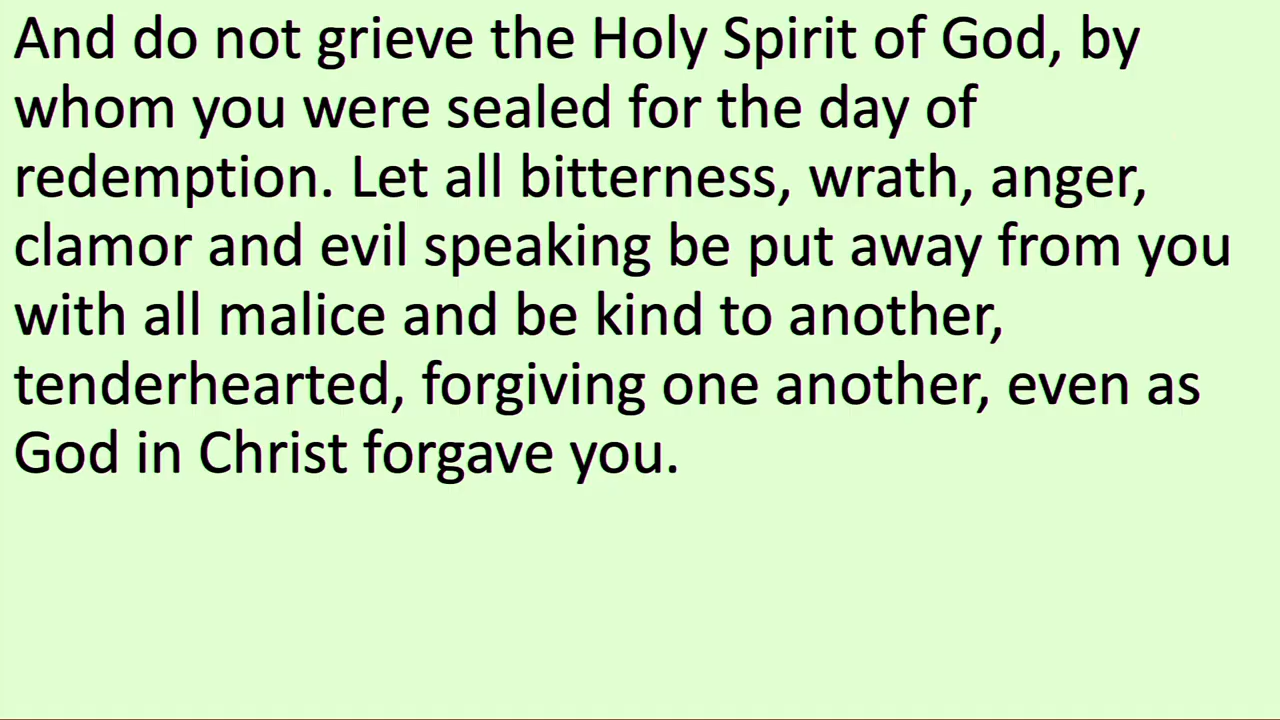 And do not grieve the Holy Spirit of God, by
whom you were sealed for the day of
redemption. Let all bitterness, wrath, anger,
clamor and evil speaking be put away from you
with all malice and be kind to another,
tenderhearted, forgiving one another, even as
God in Christ forgave you.